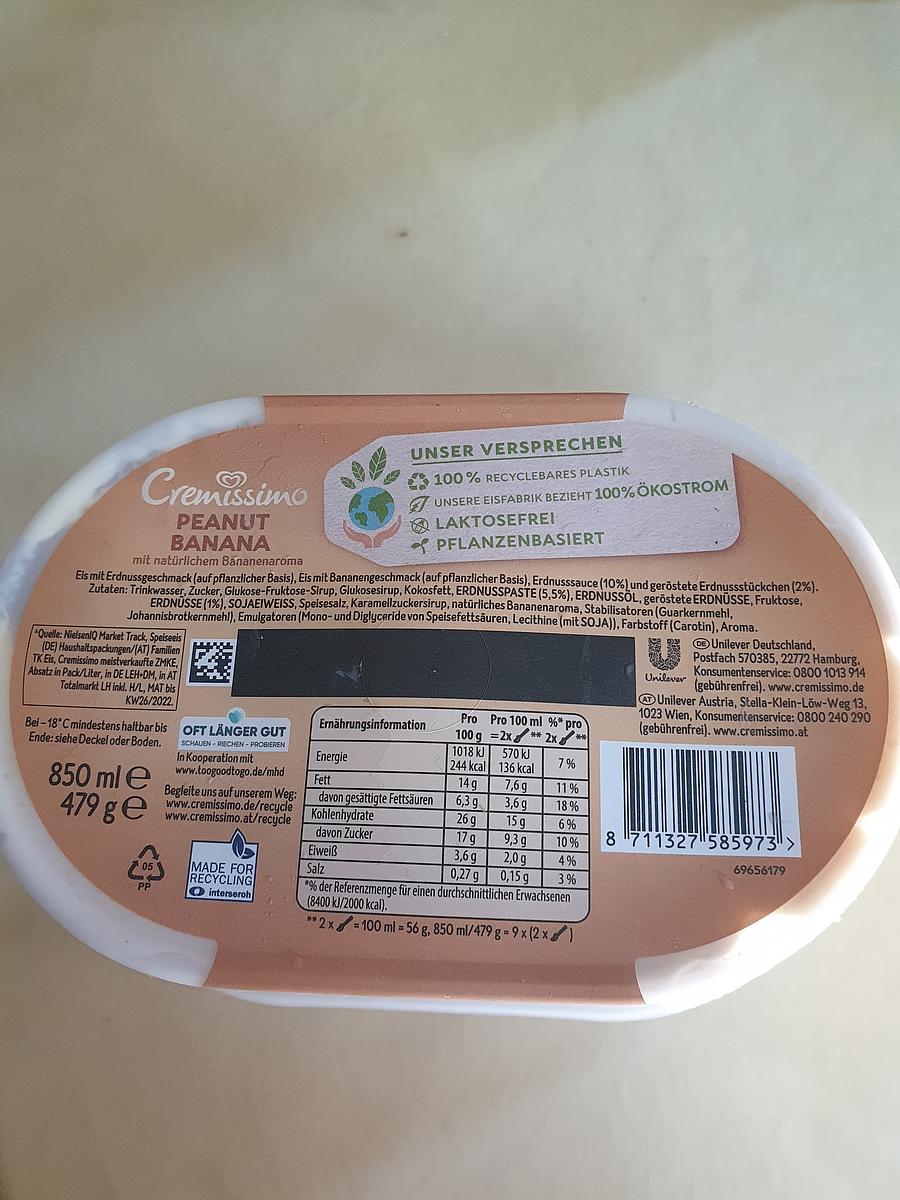 UNSER VERSPRECHEN
100% RECYCLEBARES PLASTIK
UNSERE EISFABRIK BEZIEHT 100% ÖKOSTROM
LAKTOSEFREI
PFLANZENBASIERT
Cremissimo
PEANUT
BANANA
mit natürlichem Bananenaroma
Eis mit Erdnussgeschmack (auf pflanzlicher Basis), Eis mit Bananengeschmack (auf pflanzlicher Basis), Erdnusssauce (10%) und geröstete Erdnussstückchen (2%).
Zutaten: Trinkwasser, Zucker, Glukose-Fruktose-Sirup, Glukosesirup, Kokosfett, ERDNUSSPASTE (5,5%), ERDNUSSÖL, geröstete ERDNÜSSE, Fruktose,
ERDNÜSSE (1%), SOJAEIWEISS, Speisesalz, Karamellzuckersirup, natürliches Bananenaroma, Stabilisatoren (Guarkernmehl,
Johannisbrotkernmehl), Emulgatoren (Mono- und Diglyceride von Speisefettsäuren, Lecithine (mit SOJA)), Farbstoff (Carotin), Aroma.
*Quelle: NielsenIQ Market Track, Speiseeis
(DE) Haushaltspackungen/(AT) Familien
TK Eis, Cremissimo meistverkaufte ZMKE,
Absatz in Pack/Liter, in DE LEH+DM, in AT
Totalmarkt LH inkl. H/L, MAT bis
KW26/2022.
Unilever
DE Unilever Deutschland,
Postfach 570385, 22772 Hamburg,
Konsumentenservice: 0800 1013 914
(gebührenfrei). www.cremissimo.de
AT Unilever Austria, Stella-Klein-Löw-Weg 13,
1023 Wien, Konsumentenservice: 0800 240 290
(gebührenfrei). www.cremissimo.at
Bei –18°C mindestens haltbar bis
Ende: siehe Deckel oder Boden.
850 ml e
479 g e
05
PP
OFT LÄNGER GUT
SCHAUEN - RIECHEN - PROBIEREN
In Kooperation mit
www.toogoodtogo.de/mhd
Begleite uns auf unserem Weg:
www.cremissimo.de/recycle
www.cremissimo.at/recycle
MADE FOR
RECYCLING
interseroh
Ernährungsinformation Pro 100 g Pro 100 ml =2x ** %* pro 2x **
Energie 1018 kJ 244 kcal 570 kJ 136 kcal 7 %
Fett 14 g 7,6 g 11 %
davon gesättigte Fettsäuren 6,3 g 3,6 g 18 %
Kohlenhydrate 26 g 15 g 6 %
davon Zucker 17 g 9,3 g 10 %
Eiweiß 3,6 g 2,0 g 4 %
Salz 0,27 g 0,15 g 3 %
*% der Referenzmenge für einen durchschnittlichen Erwachsenen
(8400 kJ/2000 kcal).
** 2 x = 100 ml = 56 g, 850 ml/479 g = 9 x (2 x )
8 711327 585973 >
69656179